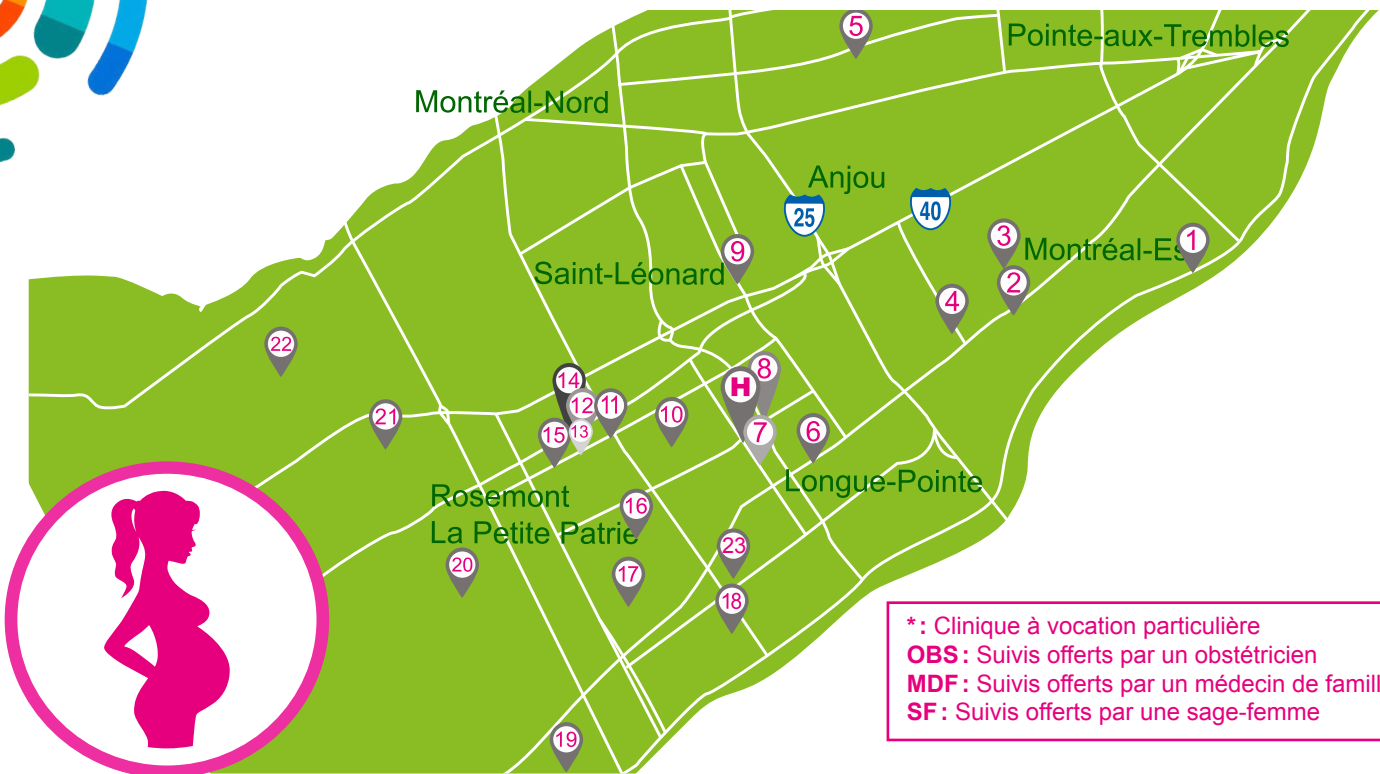 5
Pointe-aux-Trembles
Montréal-Nord
Anjou
25
40
3
1
Montréal-Es
9
Saint-Léonard
2
4
22
14
8
H
12
11
10
21
15
13
7
6
Longue-Pointe
Rosemont
La Petite Patrie
16
23
20
17
18
19
*: Clinique à vocation particulière
OBS: Suivis offerts par un obstétricien
MDF: Suivis offerts par un médecin de famill
SF: Suivis offerts par une sage-femme